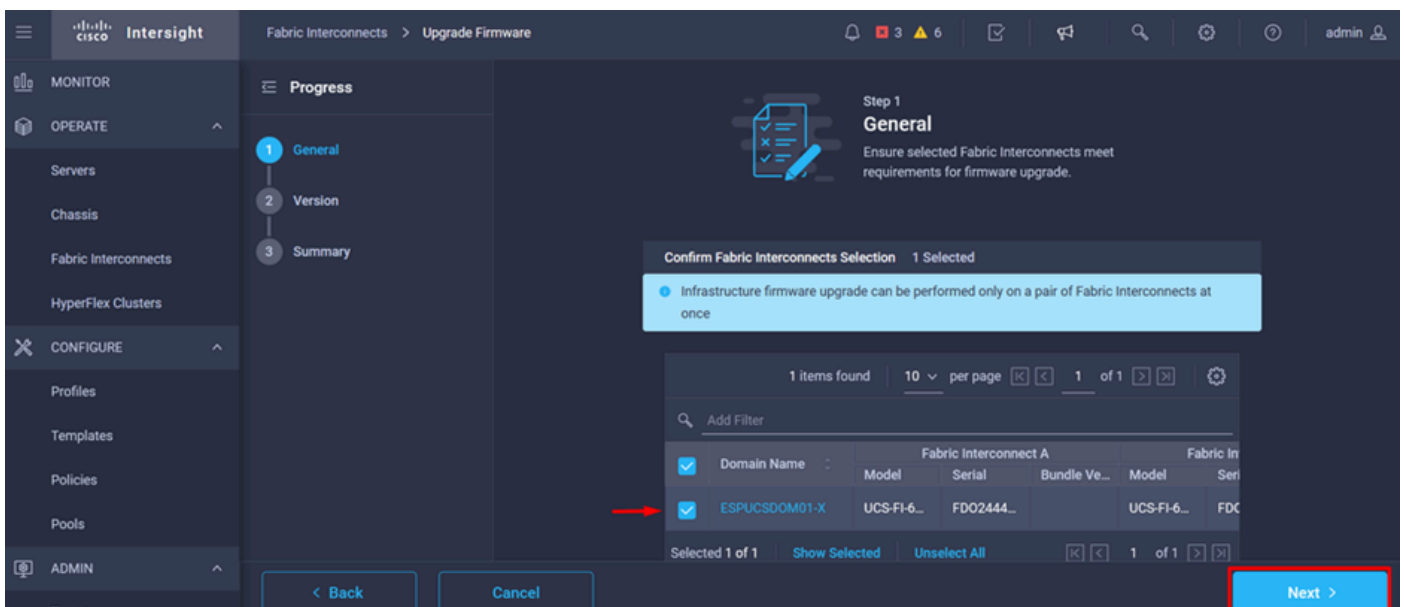 cisco Intersight
Fabric Interconnects > Upgrade Firmware
3 6
admin
MONITOR
OPERATE
Servers
Chassis
Fabric Interconnects
HyperFlex Clusters
CONFIGURE
Profiles
Templates
Policies
Pools
ADMIN
Progress
1 General
2 Version
3 Summary
Step 1
General
Ensure selected Fabric Interconnects meet
requirements for firmware upgrade.
Confirm Fabric Interconnects Selection 1 Selected
Infrastructure firmware upgrade can be performed only on a pair of Fabric Interconnects at
once
1 items found 10 per page 1 of 1
Add Filter
Domain Name Fabric Interconnect A Fabric In
Model Serial Bundle Ve... Model Seri
ESPUCSDOM01-X UCS-FI-6... FDO2444... UCS-FI-6... FDO
Selected 1 of 1 Show Selected Unselect All 1 of 1
< Back Cancel Next >